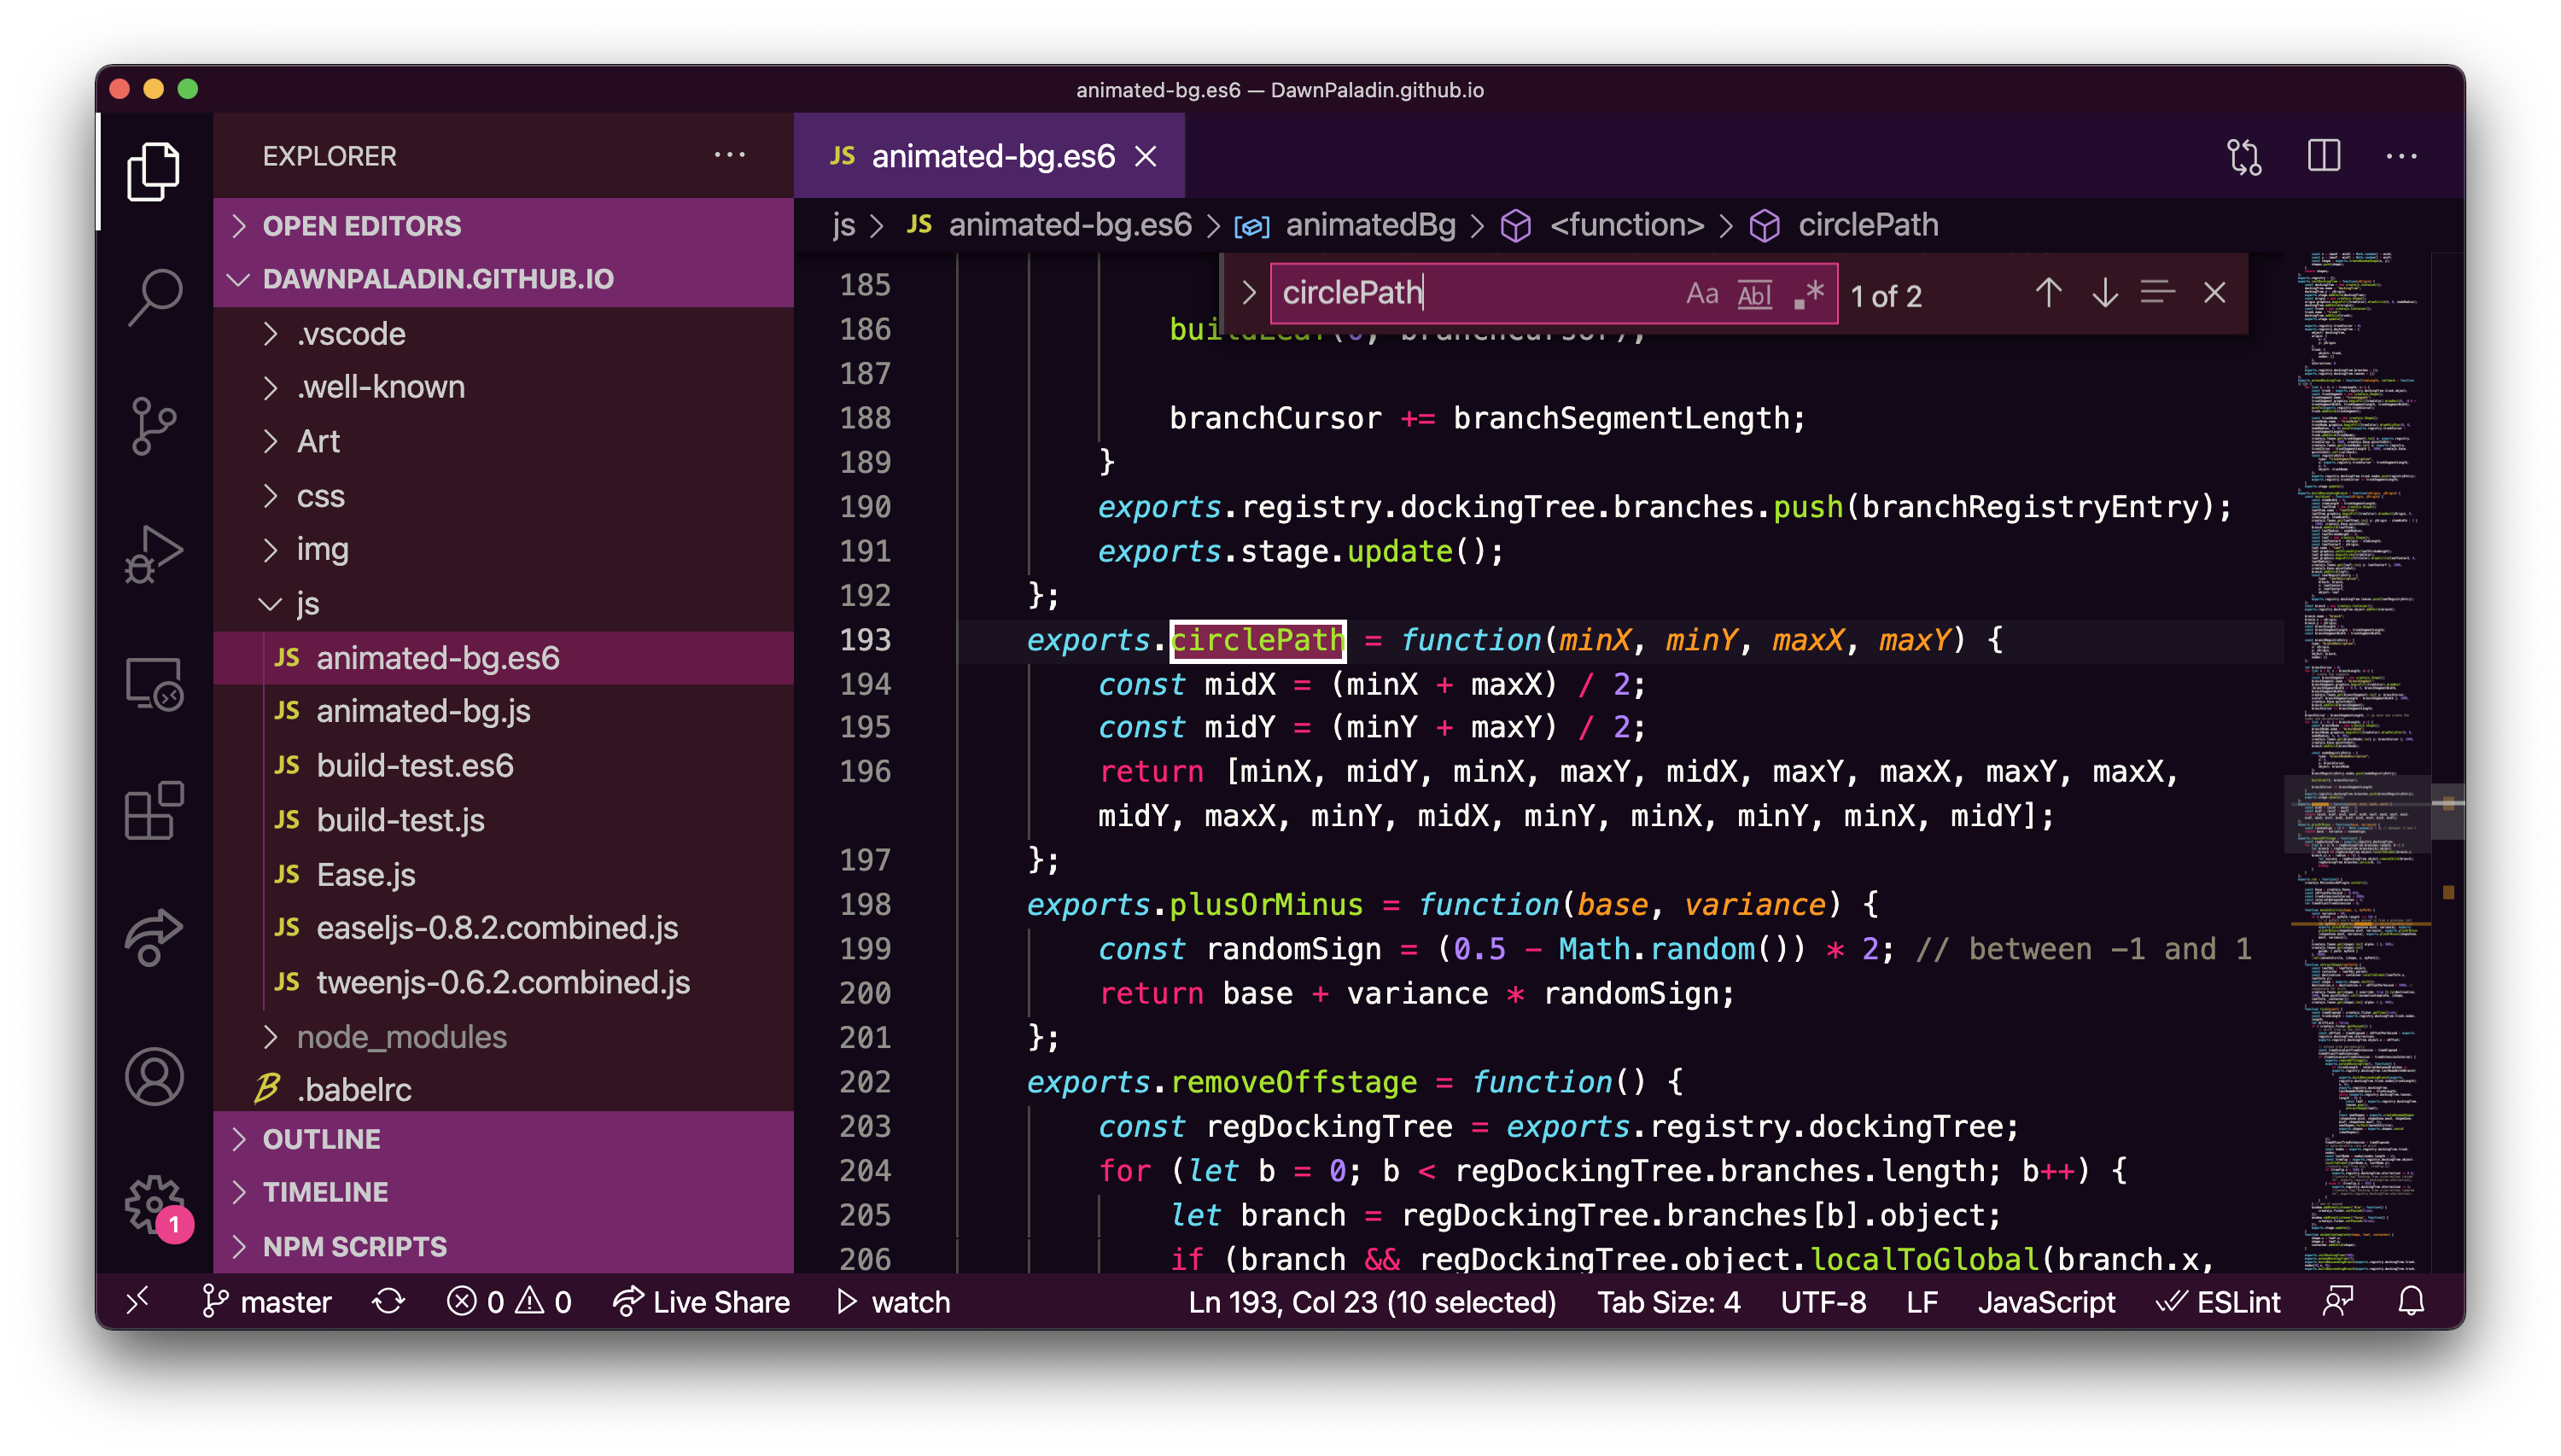 animated-bg.es6 — DawnPaladin.github.io
EXPLORER
OPEN EDITORS
DAWNPALADIN.GITHUB.IO
.vscode
.well-known
Art
css
img
js
JS animated-bg.es6
JS animated-bg.js
JS build-test.es6
JS build-test.js
JS Ease.js
JS easeljs-0.8.2.combined.js
JS tweenjs-0.6.2.combined.js
node_modules
.babelrc
OUTLINE
TIMELINE
NPM SCRIPTS
1
JS animated-bg.es6
js > JS animated-bg.es6 > animatedBg > <function> > circlePath
circlePath Aa Abl .* 1 of 2
185
186 buildLeaf(0, branchCursor);
187
188 branchCursor += branchSegmentLength;
189 }
190 exports.registry.dockingTree.branches.push(branchRegistryEntry);
191 exports.stage.update();
192 };
193 exports.circlePath = function(minX, minY, maxX, maxY) {
194 const midX = (minX + maxX) / 2;
195 const midY = (minY + maxY) / 2;
196 return [minX, midY, minX, maxY, midX, maxY, maxX, maxY, maxX,
midY, maxX, minY, midX, minY, minX, minY, minX, midY];
197 };
198 exports.plusOrMinus = function(base, variance) {
199 const randomSign = (0.5 - Math.random()) * 2; // between -1 and 1
200 return base + variance * randomSign;
201 };
202 exports.removeOffstage = function() {
203 const regDockingTree = exports.registry.dockingTree;
204 for (let b = 0; b < regDockingTree.branches.length; b++) {
205 let branch = regDockingTree.branches[b].object;
206 if (branch && regDockingTree.object.localToGlobal(branch.x,
master 0 0 Live Share watch Ln 193, Col 23 (10 selected) Tab Size: 4 UTF-8 LF JavaScript ESLint